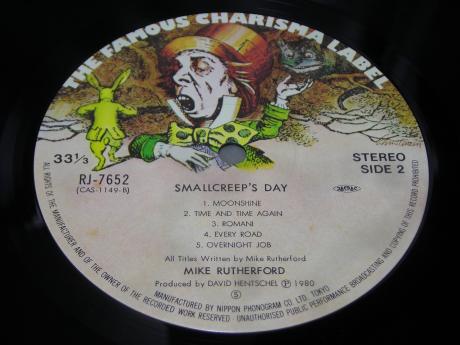 THE FAMOUS CHARISMA LABEL
33 1/3
STEREO
SIDE 2
RJ-7652
(CAS-1149-B)
SMALLCREEP'S DAY
1. MOONSHINE
2. TIME AND TIME AGAIN
3. ROMANI
4. EVERY ROAD
5. OVERNIGHT JOB
All Titles Written by Mike Rutherford
MIKE RUTHERFORD
Produced by DAVID HENTSCHEL Ⓟ 1980
Ⓢ
MANUFACTURED BY NIPPON PHONOGRAM CO. LTD. TOKYO
ALL RIGHTS OF THE MANUFACTURER AND OF THE OWNER OF THE RECORDED WORK RESERVED · UNAUTHORISED PUBLIC PERFORMANCE BROADCASTING AND COPYING OF THIS RECORD PROHIBITED